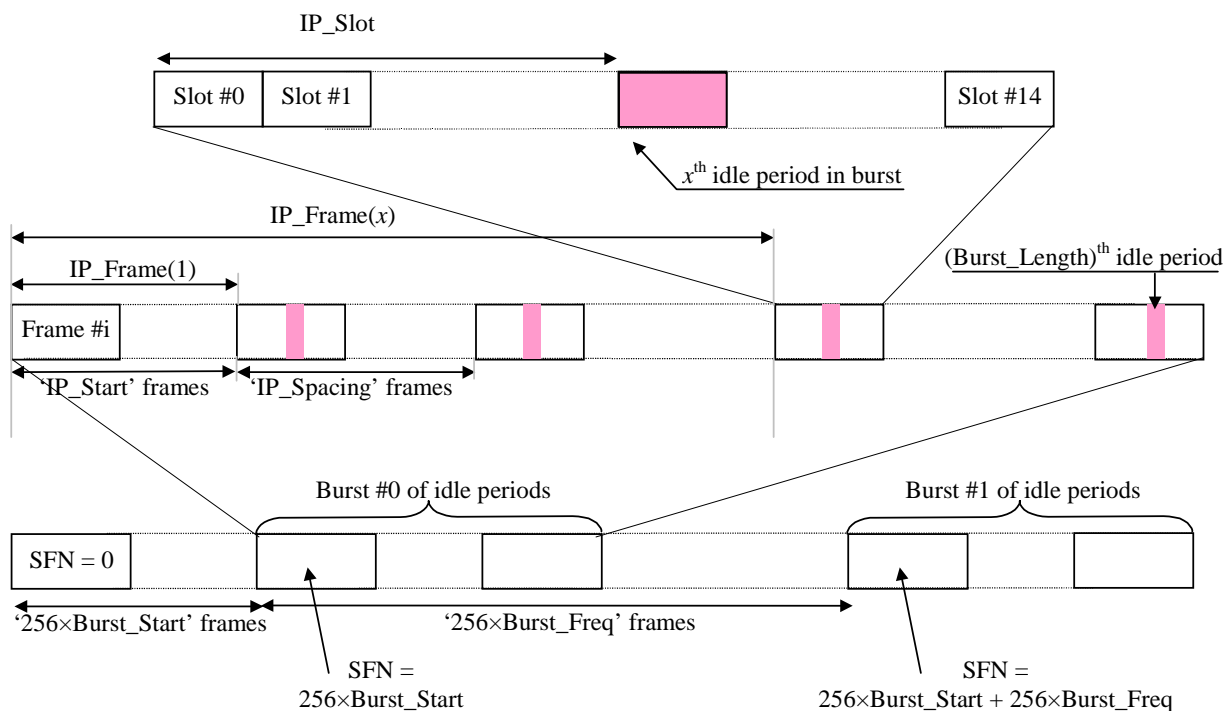 IP_Slot
Slot #0
Slot #1
Slot #14
xth idle period in burst
IP_Frame(x)
IP_Frame(1)
(Burst_Length)th idle period
Frame #i
‘IP_Start’ frames
‘IP_Spacing’ frames
Burst #0 of idle periods
Burst #1 of idle periods
SFN = 0
‘256×Burst_Start’ frames
‘256×Burst_Freq’ frames
SFN =
256×Burst_Start
SFN =
256×Burst_Start + 256×Burst_Freq